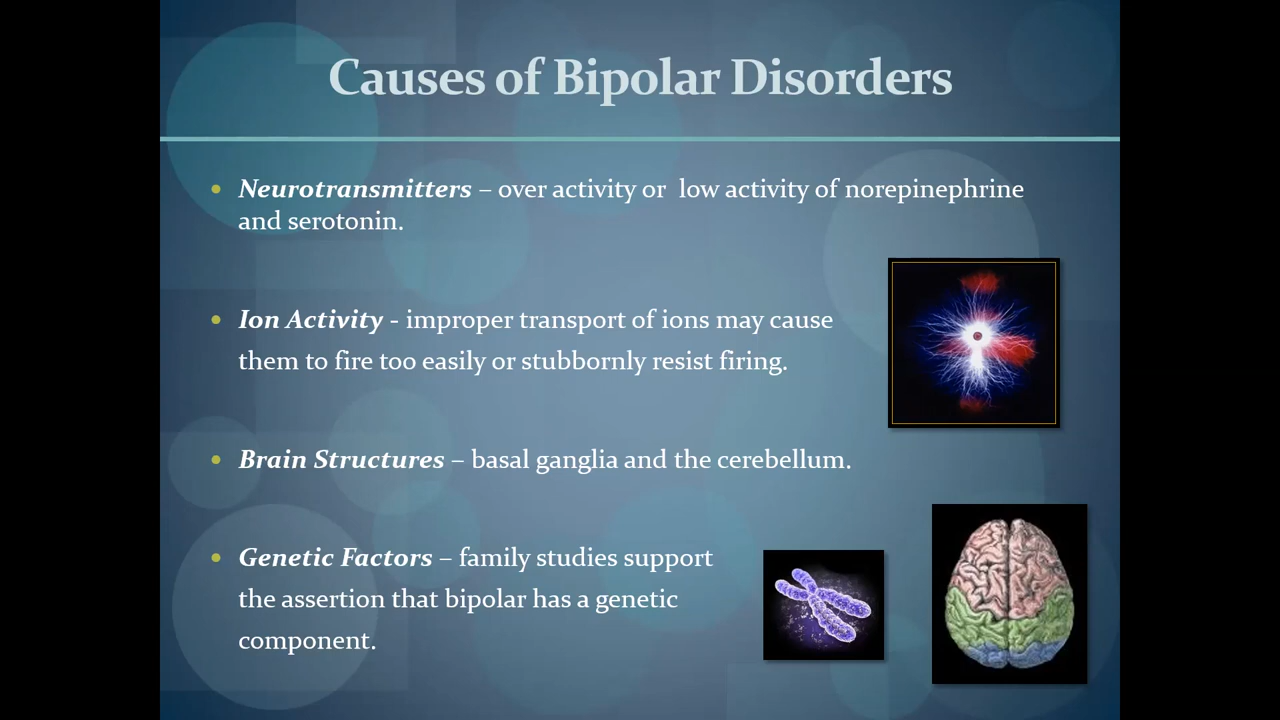 Causes of Bipolar Disorders
• Neurotransmitters – over activity or  low activity of norepinephrine
and serotonin.
• Ion Activity - improper transport of ions may cause
them to fire too easily or stubbornly resist firing.
• Brain Structures – basal ganglia and the cerebellum.
• Genetic Factors – family studies support
the assertion that bipolar has a genetic
component.